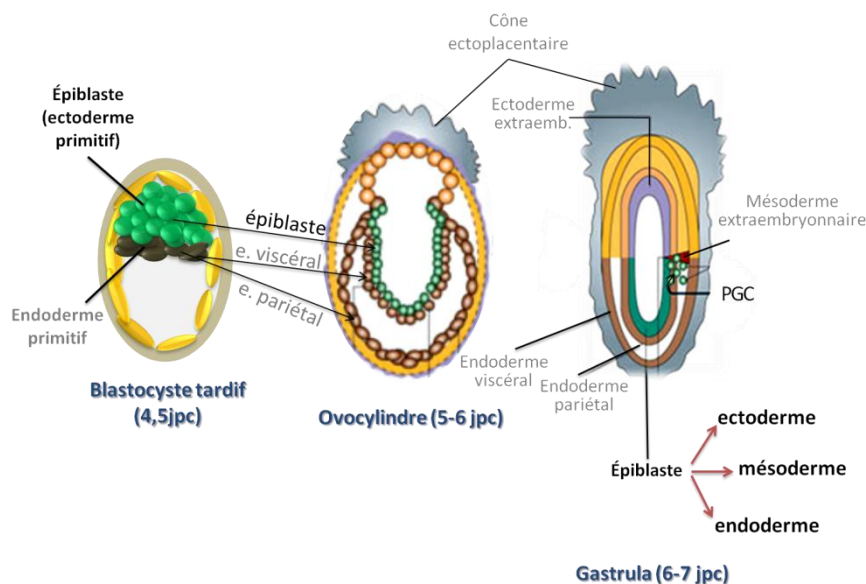 Cône
ectoplacentaire
Épiblaste
(ectoderme
primitif)
Ectoderme
extraemb.
épiblaste
e. viscéral
e. pariétal
Mésoderme
extraembryonnaire
PGC
Endoderme
primitif
Endoderme
viscéral
Endoderme
pariétal
Blastocyste tardif
(4,5jpc)
Ovocylindre (5-6 jpc)
ectoderme
Épiblaste
mésoderme
endoderme
Gastrula (6-7 jpc)